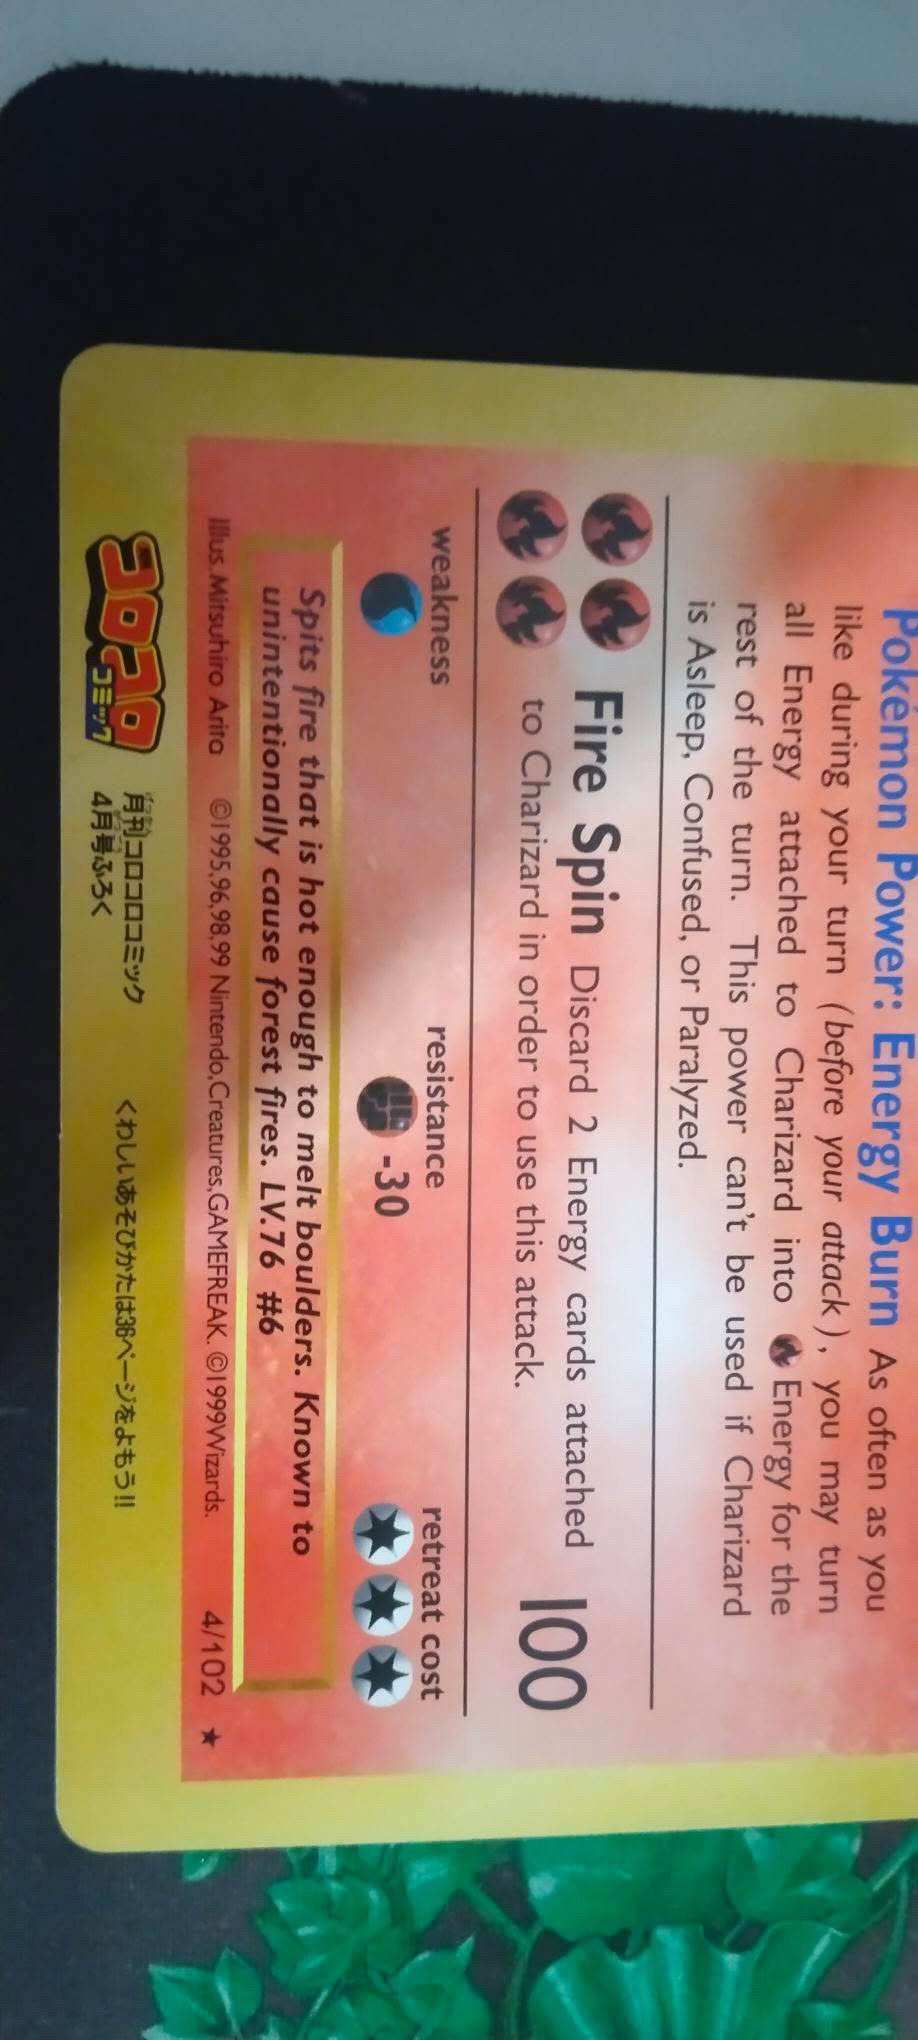 Pokémon Power: Energy Burn As often as you
like during your turn (before your attack), you may turn
all Energy attached to Charizard into Energy for the
rest of the turn. This power can't be used if Charizard
is Asleep, Confused, or Paralyzed.
Fire Spin Discard 2 Energy cards attached
to Charizard in order to use this attack.
100
weakness
resistance
retreat cost
-30
Spits fire that is hot enough to melt boulders. Known to
unintentionally cause forest fires. LV.76 #6
Illus. Mitsuhiro Arita ©1995,96,98,99 Nintendo,Creatures,GAMEFREAK. ©1999Wizards. 4/102 ★
コロコロ
コミック
月刊コロコロコミック
4月号ふろく
くわしいあそびかたは36ページをよもう!!